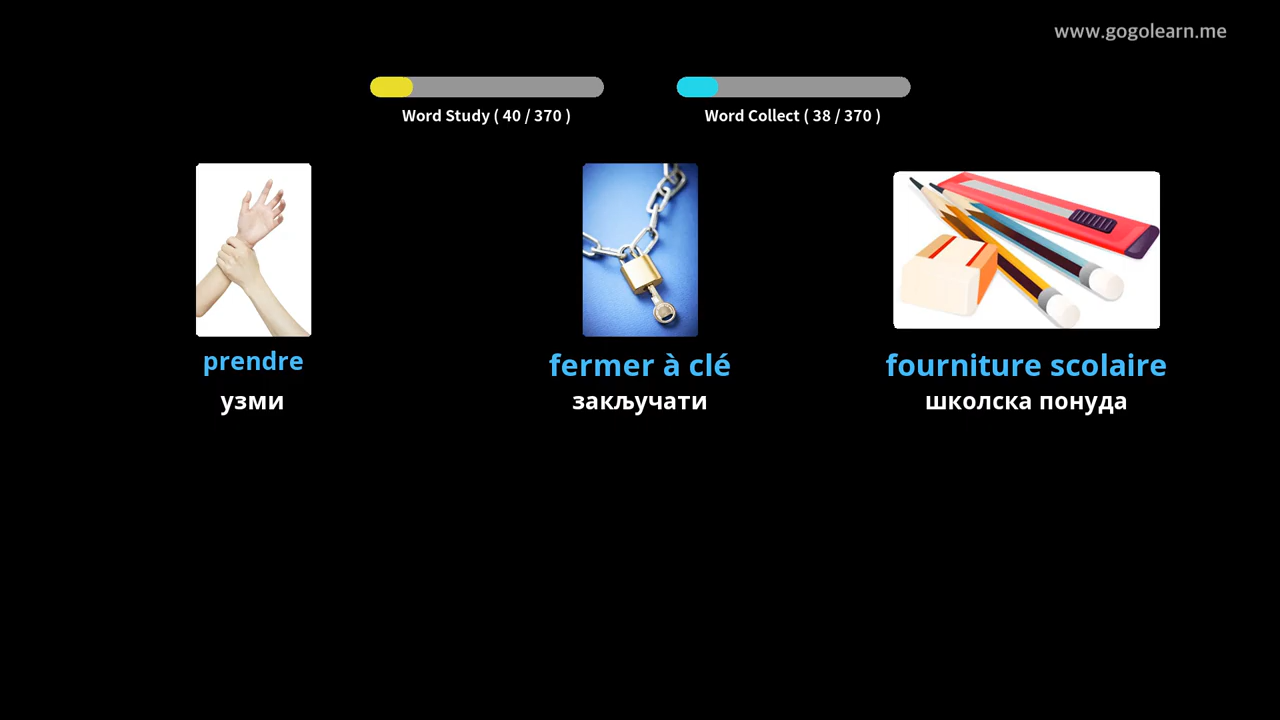 www.gogolearn.me
Word Study ( 40 / 370 )
Word Collect ( 38 / 370 )
prendre
узми
fermer à clé
закључати
fourniture scolaire
школска понуда